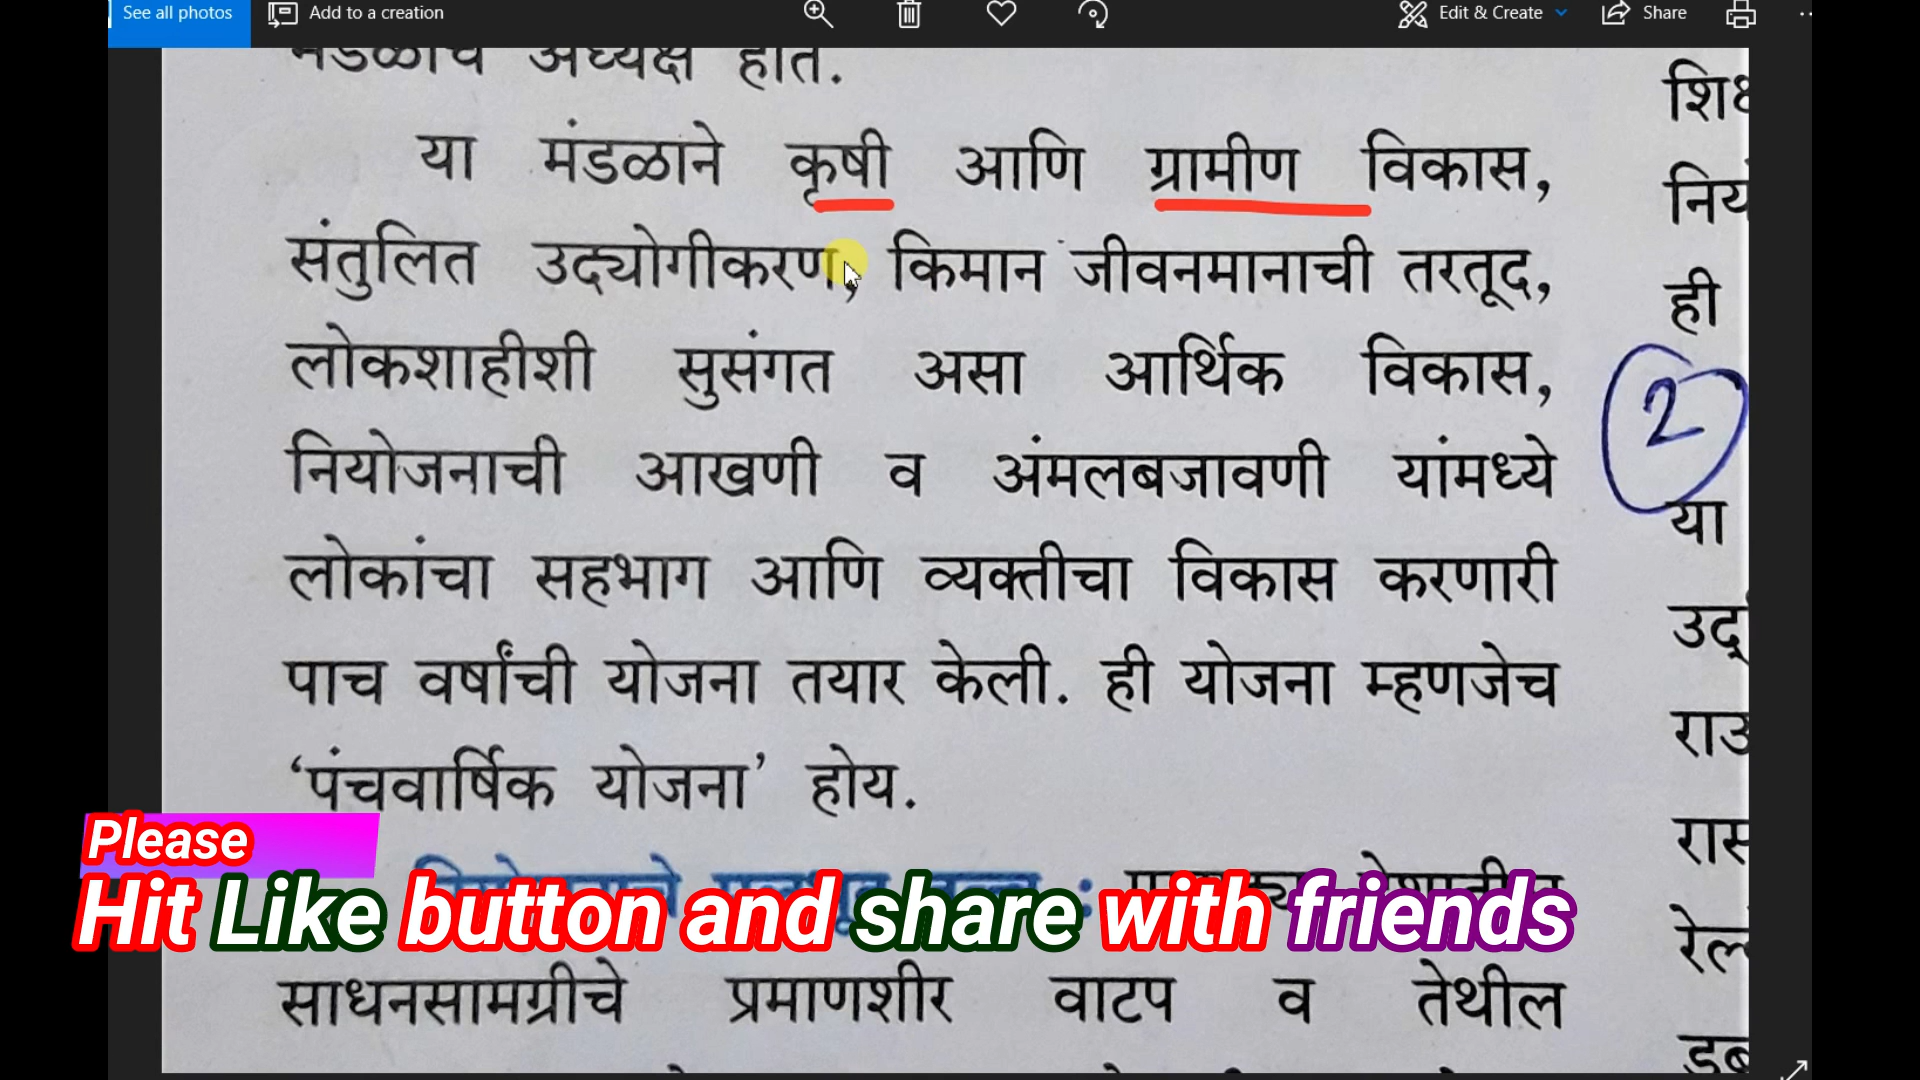 See all photos
Add to a creation
Edit & Create
Share
मंडळाचे अध्यक्ष होते.
या मंडळाने कृषी आणि ग्रामीण विकास,
संतुलित उद्योगीकरण, किमान जीवनमानाची तरतूद,
लोकशाहीशी सुसंगत असा आर्थिक विकास,
नियोजनाची आखणी व अंमलबजावणी यांमध्ये
लोकांचा सहभाग आणि व्यक्तीचा विकास करणारी
पाच वर्षांची योजना तयार केली. ही योजना म्हणजेच
‘पंचवार्षिक योजना’ होय.
साधनसामग्रीचे प्रमाणशीर वाटप व तेथील
ही
2
या
Please
Hit Like button and share with friends